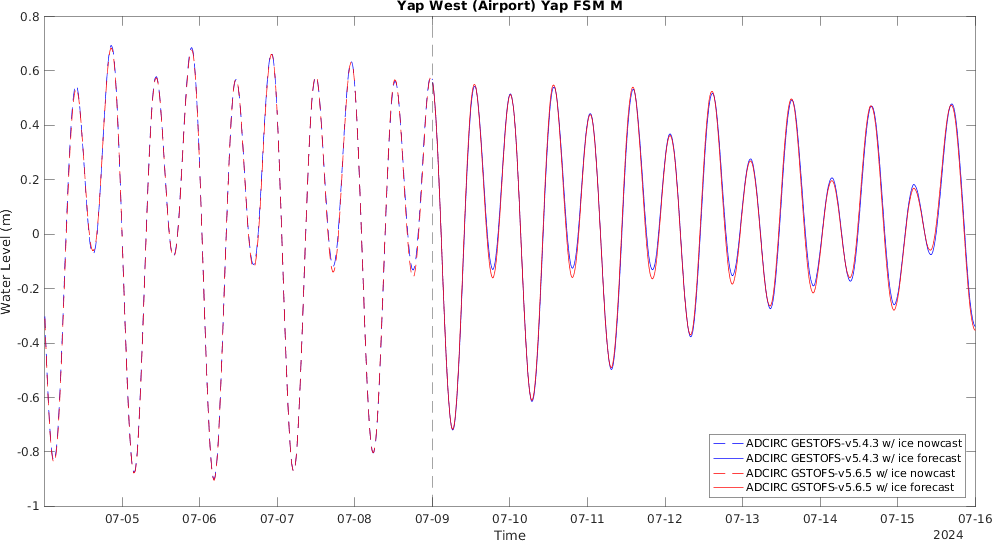 Yap West (Airport) Yap FSM M
Water Level (m)
0.8
0.6
0.4
0.2
0
-0.2
-0.4
-0.6
-0.8
-1
07-05 07-06 07-07 07-08 07-09 07-10 07-11 07-12 07-13 07-14 07-15 07-16
Time
2024
ADCIRC GESTOFS-v5.4.3 w/ ice nowcast
ADCIRC GESTOFS-v5.4.3 w/ ice forecast
ADCIRC GSTOFS-v5.6.5 w/ ice nowcast
ADCIRC GSTOFS-v5.6.5 w/ ice forecast